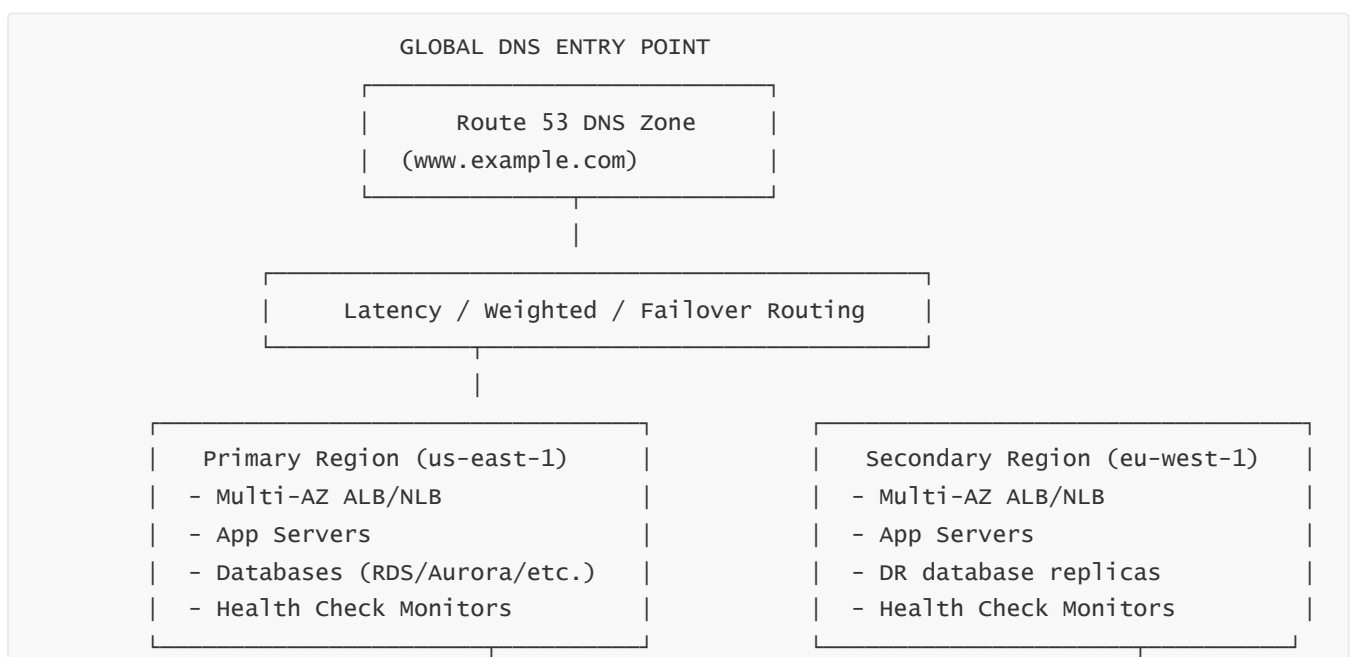 GLOBAL DNS ENTRY POINT
Route 53 DNS Zone
(www.example.com)
Latency / Weighted / Failover Routing
Primary Region (us-east-1)
- Multi-AZ ALB/NLB
- App Servers
- Databases (RDS/Aurora/etc.)
- Health Check Monitors
Secondary Region (eu-west-1)
- Multi-AZ ALB/NLB
- App Servers
- DR database replicas
- Health Check Monitors